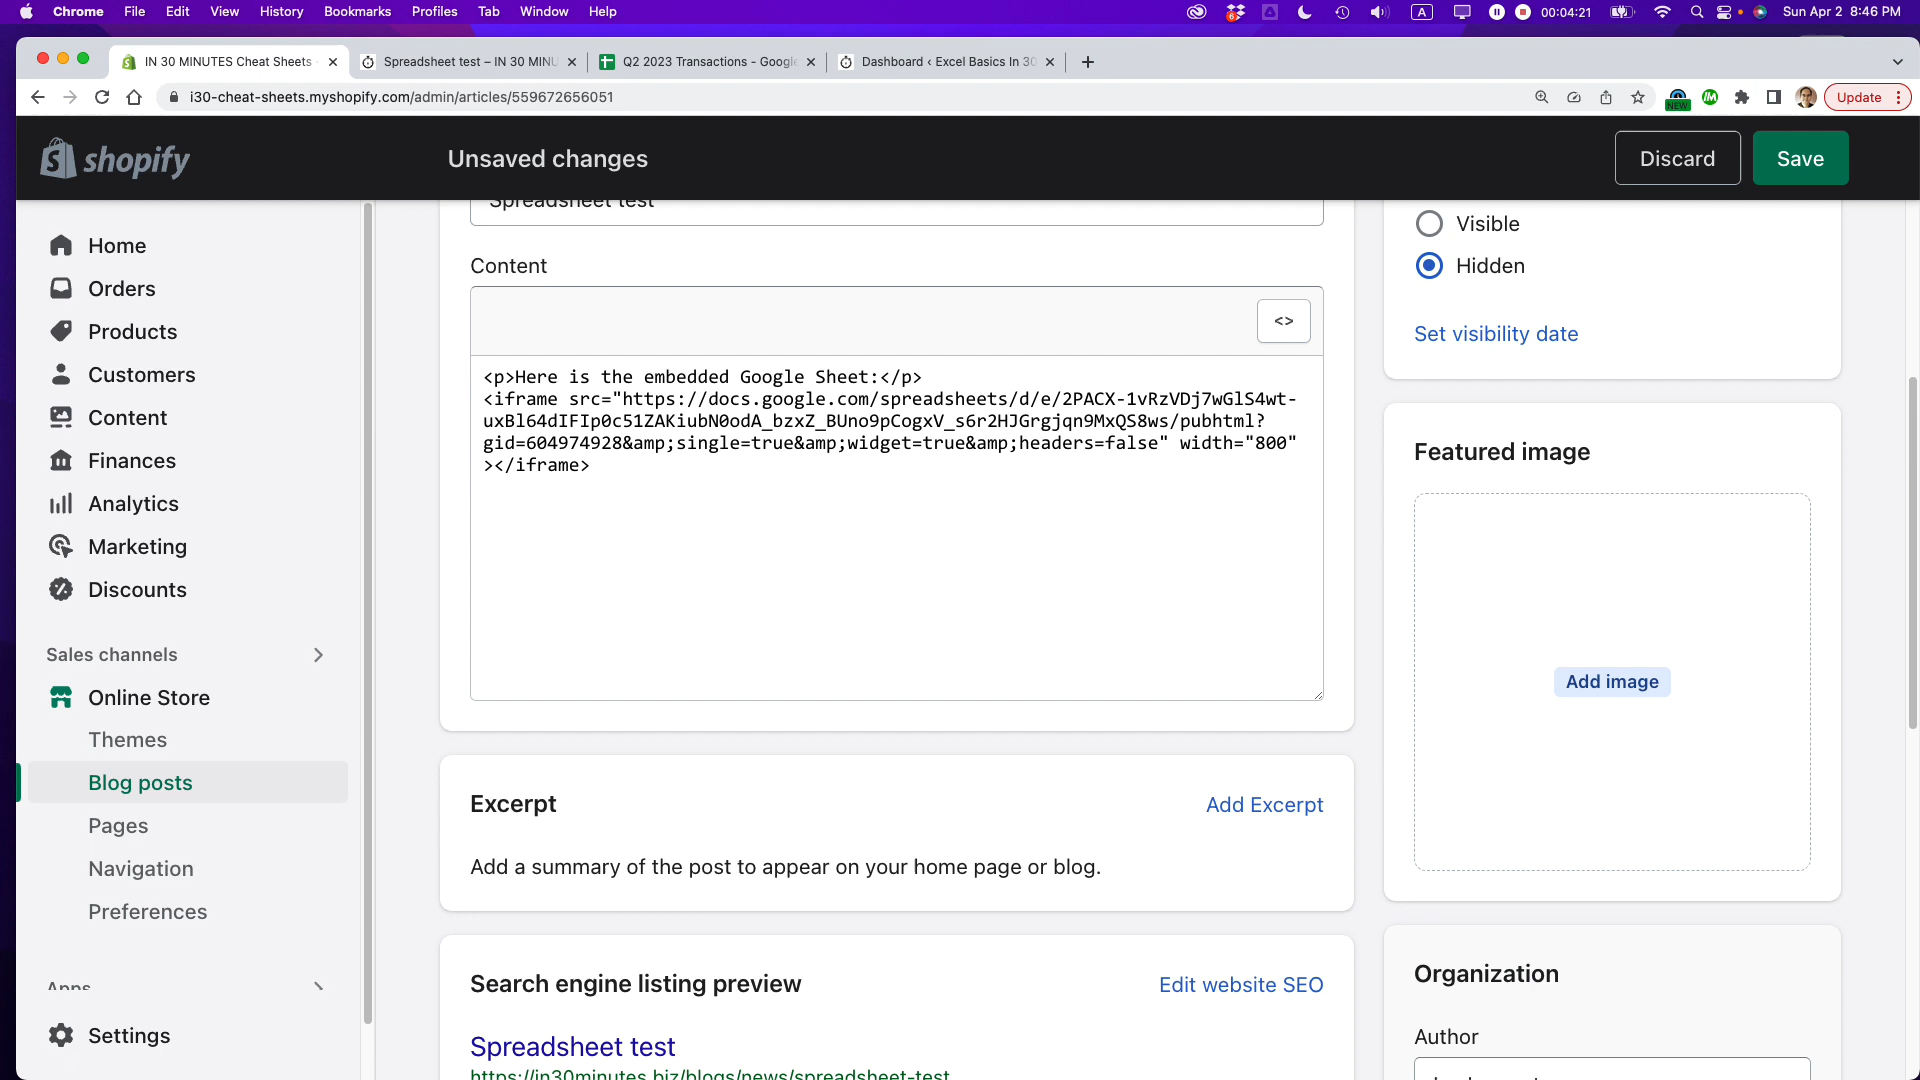 Chrome File Edit View History Bookmarks Profiles Tab Window Help
A 00:04:21 Sun Apr 2 8:46 PM
IN 30 MINUTES Cheat Sheets
Spreadsheet test – IN 30 MINU
Q2 2023 Transactions - Google
Dashboard ‹ Excel Basics In 30
i30-cheat-sheets.myshopify.com/admin/articles/559672656051
NEW
Update
shopify
Unsaved changes
Discard
Save
Home
Orders
Products
Customers
Content
Finances
Analytics
Marketing
Discounts
Sales channels
Online Store
Themes
Blog posts
Pages
Navigation
Preferences
Apps
Settings
Spreadsheet test
Content
<>
<p>Here is the embedded Google Sheet:</p>
<iframe src="https://docs.google.com/spreadsheets/d/e/2PACX-1vRzVDj7wGlS4wt-
uxBl64dIFIp0c51ZAKiubN0odA_bzxZ_BUno9pCogxV_s6r2HJGrgjqn9MxQS8ws/pubhtml?
gid=604974928&amp;single=true&amp;widget=true&amp;headers=false" width="800"
></iframe>
Excerpt
Add Excerpt
Add a summary of the post to appear on your home page or blog.
Search engine listing preview
Edit website SEO
Spreadsheet test
https://in30minutes.biz/blogs/news/spreadsheet-test
Visible
Hidden
Set visibility date
Featured image
Add image
Organization
Author